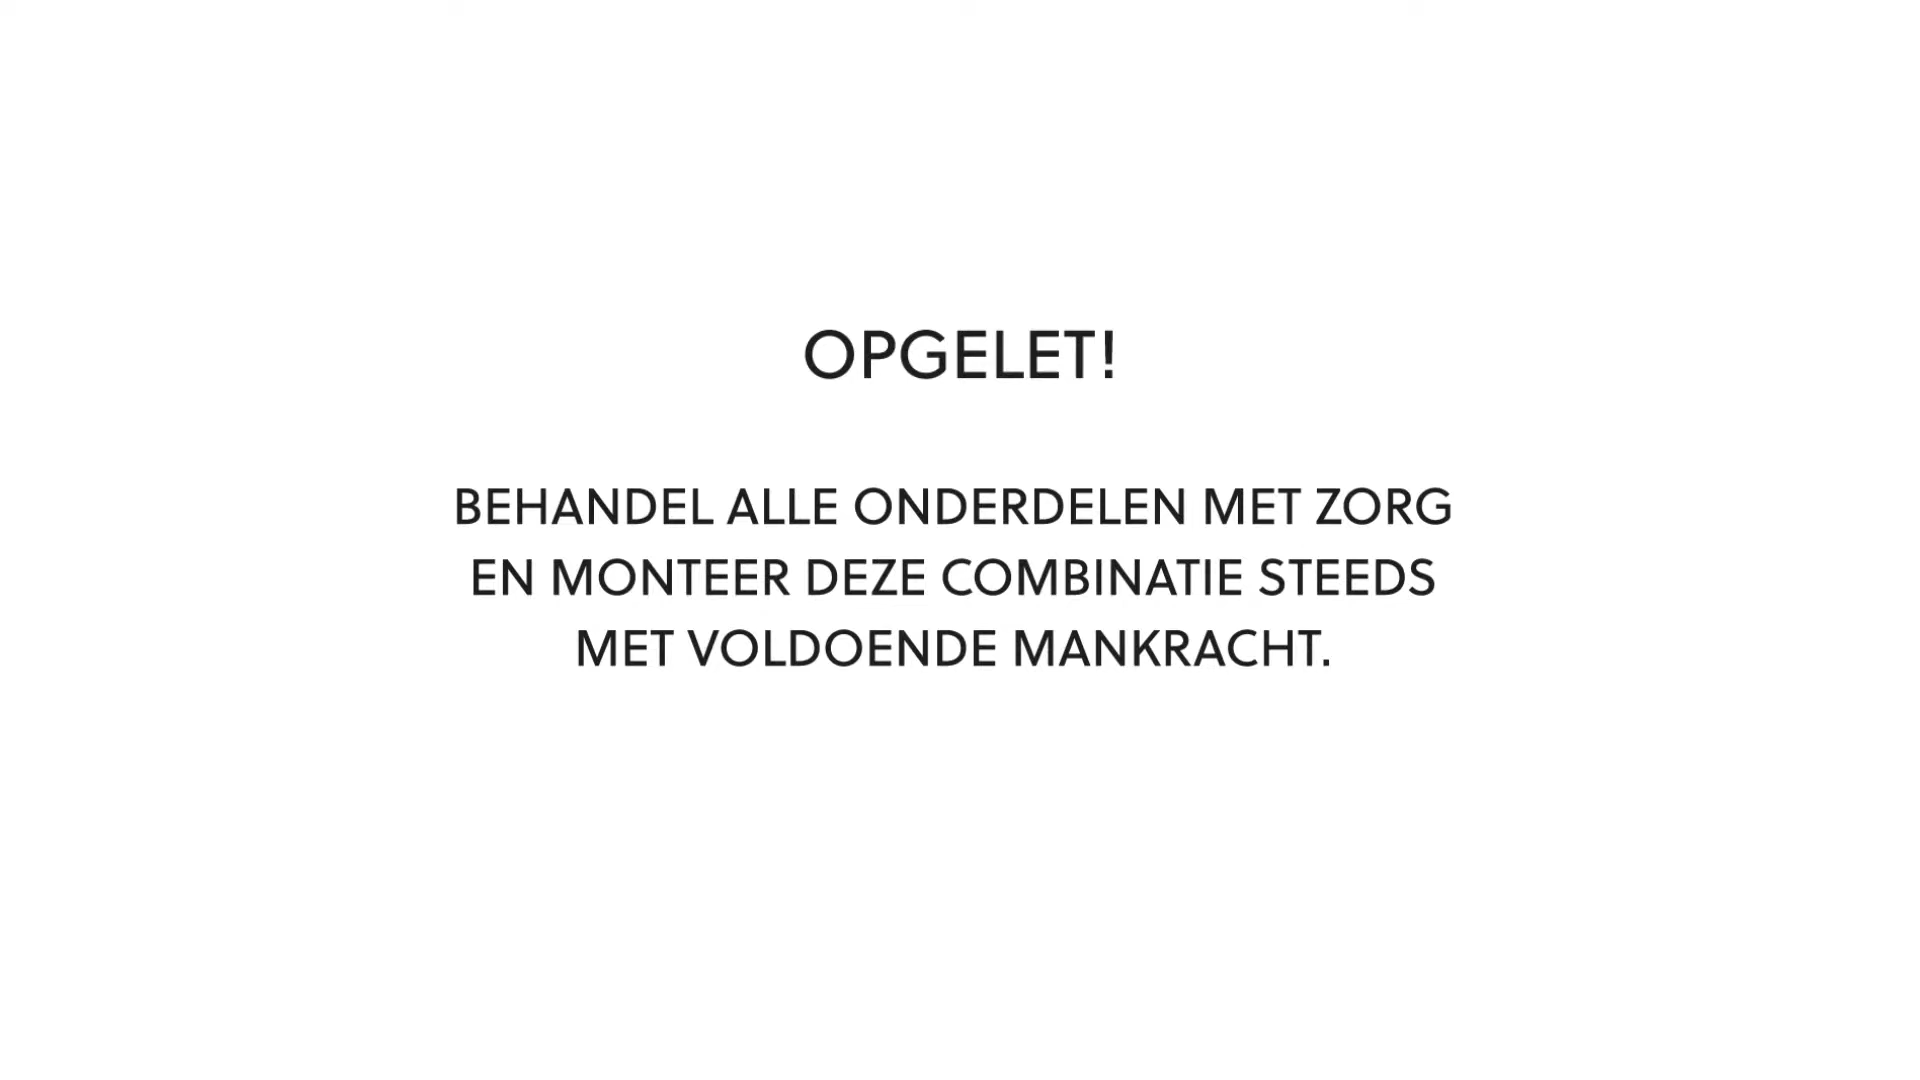 OPGELET!
BEHANDEL ALLE ONDERDELEN MET ZORG
EN MONTEER DEZE COMBINATIE STEEDS
MET VOLDOENDE MANKRACHT.